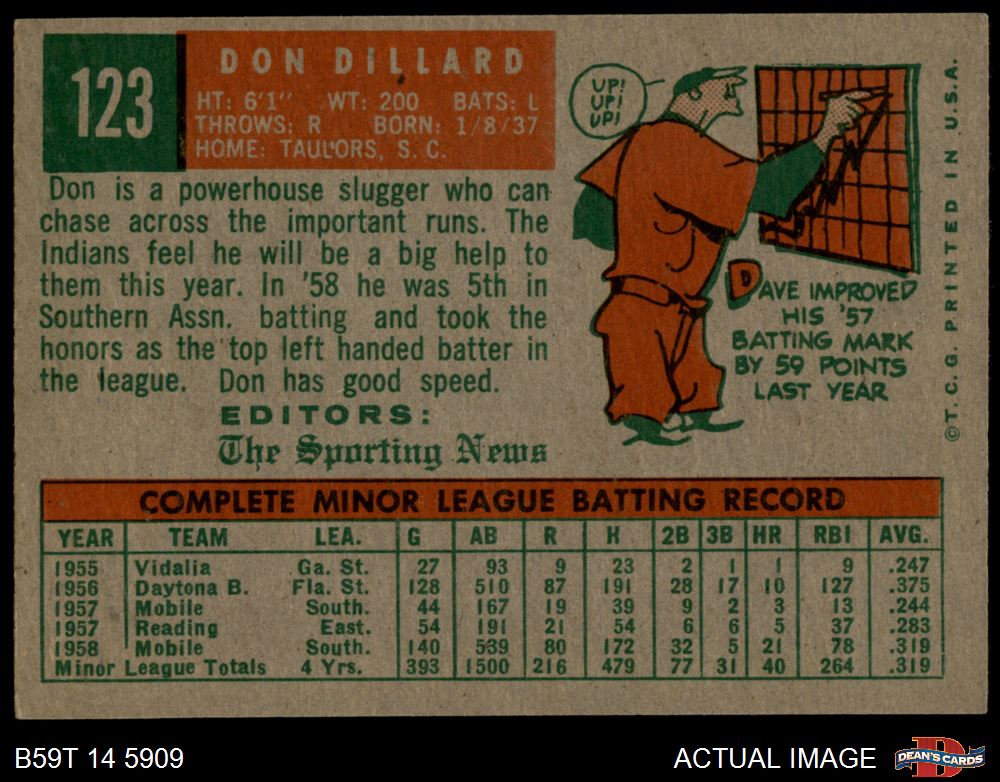 123
DON DILLARD
HT: 6'1" WT: 200 BATS: L
THROWS: R BORN: 1/8/37
HOME: TAUL'ORS, S. C.
Don is a powerhouse slugger who can
chase across the important runs. The
Indians feel he will be a big help to
them this year. In '58 he was 5th in
Southern Assn. batting and took the
honors as the top left handed batter in
the league. Don has good speed.
EDITORS:
The Sporting News
UP!
UP!
UP!
DAVE IMPROVED
HIS '57
BATTING MARK
BY 59 POINTS
LAST YEAR
©T. C. G. PRINTED IN U.S.A.
COMPLETE MINOR LEAGUE BATTING RECORD
YEAR TEAM LEA. G AB R H 2B 3B HR RBI AVG.
1955 Vidalia Ga. St. 27 93 9 23 2 1 1 9 .247
1956 Daytona B. Fla. St. 128 510 87 191 28 17 10 127 .375
1957 Mobile South. 44 167 19 39 9 2 3 13 .244
1957 Reading East. 54 191 21 54 6 6 5 37 .283
1958 Mobile South. 140 539 80 172 32 5 21 78 .319
Minor League Totals 4 Yrs. 393 1500 216 479 77 31 40 264 .319
B59T 14 5909
ACTUAL IMAGE
DEAN'S CARDS